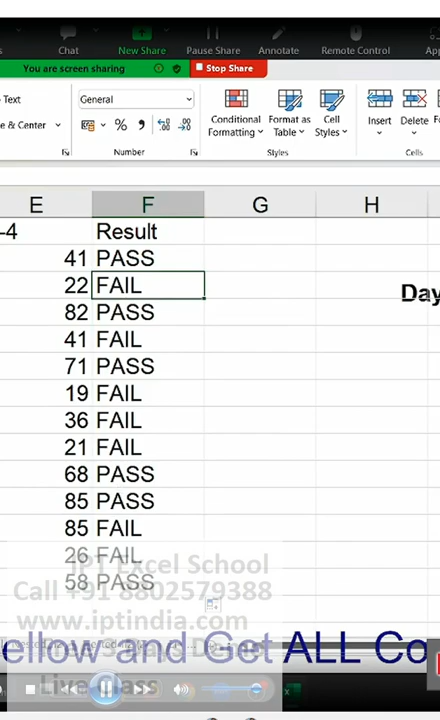 Chat New Share Pause Share Annotate Remote Control
You are screen sharing Stop Share
Text General
e & Center % Conditional Formatting Format as Table Cell Styles Insert Delete
Number Styles Cells
E F G H
-4 Result
41 PASS
22 FAIL
82 PASS
41 FAIL
71 PASS
19 FAIL
36 FAIL
21 FAIL
68 PASS
85 PASS
85 FAIL
26 FAIL
58 PASS
Day
IPT Excel School
Call +91 8802579388
www.iptindia.com
ellow and Get ALL Co
Live Class